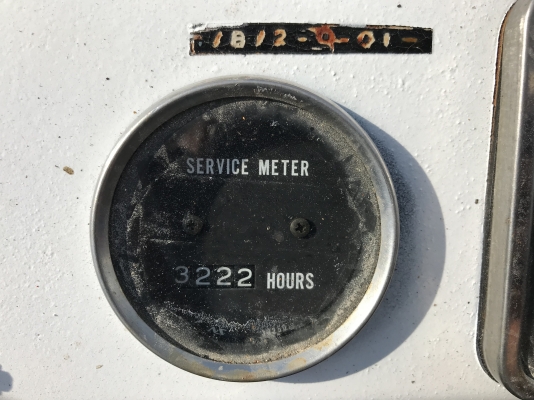 1812-0-01-
SERVICE METER
3222 HOURS